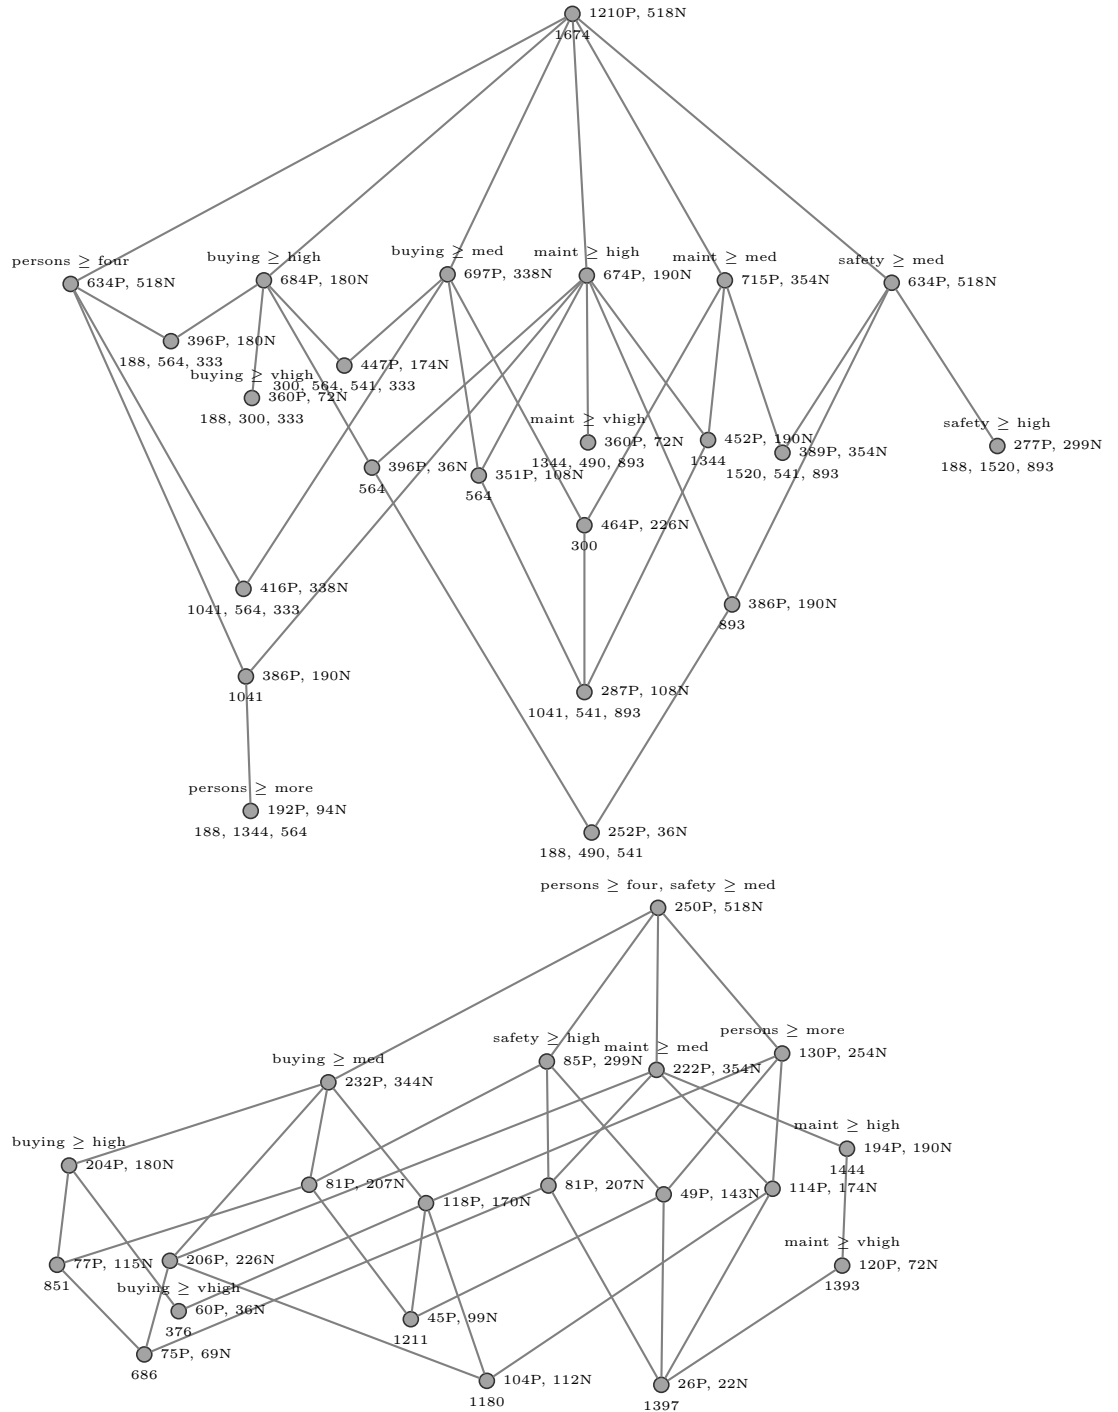 1210P, 518N
1674
persons ≥ four
634P, 518N
buying ≥ high
684P, 180N
buying ≥ med
697P, 338N
maint ≥ high
674P, 190N
maint ≥ med
715P, 354N
safety ≥ med
634P, 518N
396P, 180N
188, 564, 333
447P, 174N
300, 564, 541, 333
buying ≥ vhigh
360P, 72N
188, 300, 333
maint ≥ vhigh
360P, 72N
1344, 490, 893
452P, 190N
1344
389P, 354N
1520, 541, 893
safety ≥ high
277P, 299N
188, 1520, 893
396P, 36N
564
351P, 108N
564
464P, 226N
300
416P, 338N
1041, 564, 333
386P, 190N
893
386P, 190N
1041
287P, 108N
1041, 541, 893
persons ≥ more
192P, 94N
188, 1344, 564
252P, 36N
188, 490, 541
persons ≥ four, safety ≥ med
250P, 518N
buying ≥ med
232P, 344N
safety ≥ high
85P, 299N
maint ≥ med
222P, 354N
persons ≥ more
130P, 254N
buying ≥ high
204P, 180N
maint ≥ high
194P, 190N
1444
81P, 207N
118P, 170N
81P, 207N
49P, 143N
114P, 174N
77P, 115N
851
206P, 226N
maint ≥ vhigh
120P, 72N
1393
buying ≥ vhigh
60P, 36N
376
45P, 99N
1211
75P, 69N
686
104P, 112N
1180
26P, 22N
1397